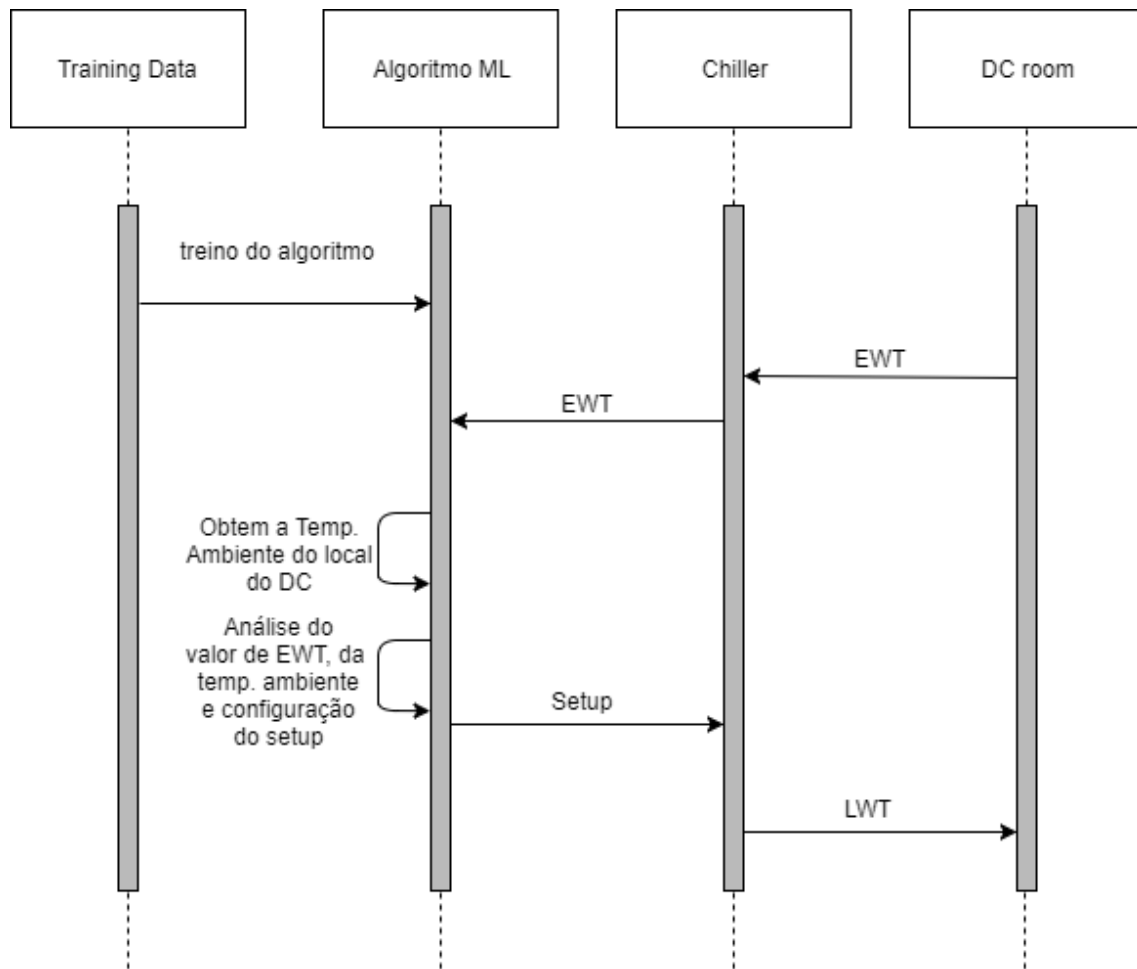 Training Data
Algoritmo ML
Chiller
DC room
treino do algoritmo
EWT
EWT
Obtem a Temp.
Ambiente do local
do DC
Análise do
valor de EWT, da
temp. ambiente
e configuração
do setup
Setup
LWT